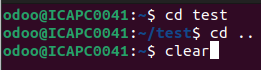 odoo@ICAPC0041:~$ cd test
odoo@ICAPC0041:~/test$ cd ..
odoo@ICAPC0041:~$ clear